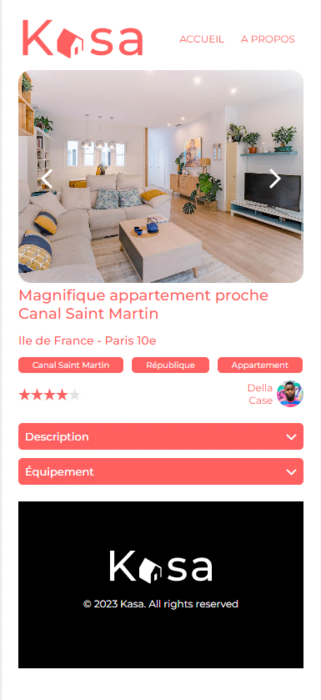 Kasa
ACCUEIL A PROPOS
Magnifique appartement proche
Canal Saint Martin
Ile de France - Paris 10e
Canal Saint Martin République Appartement
Della
Case
Description
Équipement
Kasa
© 2023 Kasa. All rights reserved